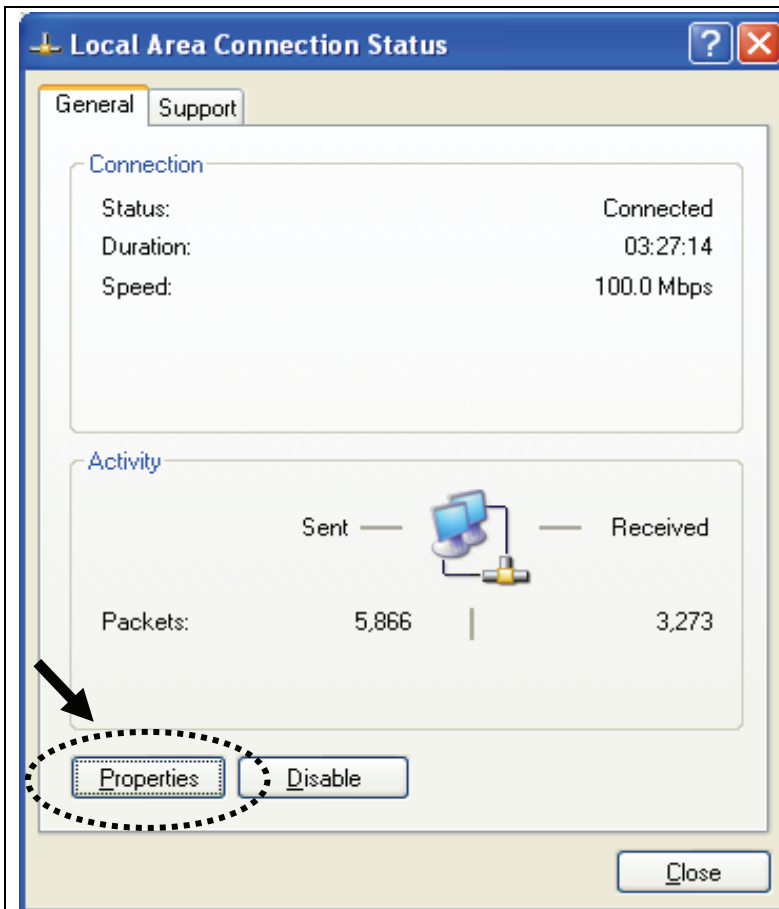 Local Area Connection Status
General Support
Connection
Status: Connected
Duration: 03:27:14
Speed: 100.0 Mbps
Activity
Sent Received
Packets: 5,866 3,273
Properties Disable
Close